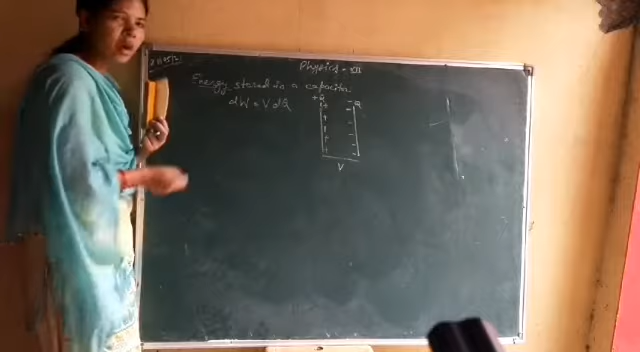 Physics - XII
Energy stored in a capacitor
dW = V dQ
+Q -Q
V